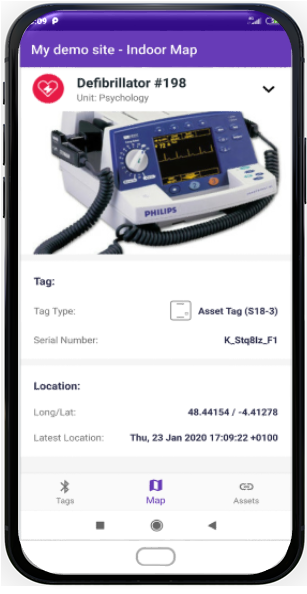 :09 P
My demo site - Indoor Map
Defibrillator #198
Unit: Psychology
PHILIPS
Tag:
Tag Type: Asset Tag (S18-3)
Serial Number: K_Stq8Iz_F1
Location:
Long/Lat: 48.44154 / -4.41278
Latest Location: Thu, 23 Jan 2020 17:09:22 +0100
Tags Map Assets